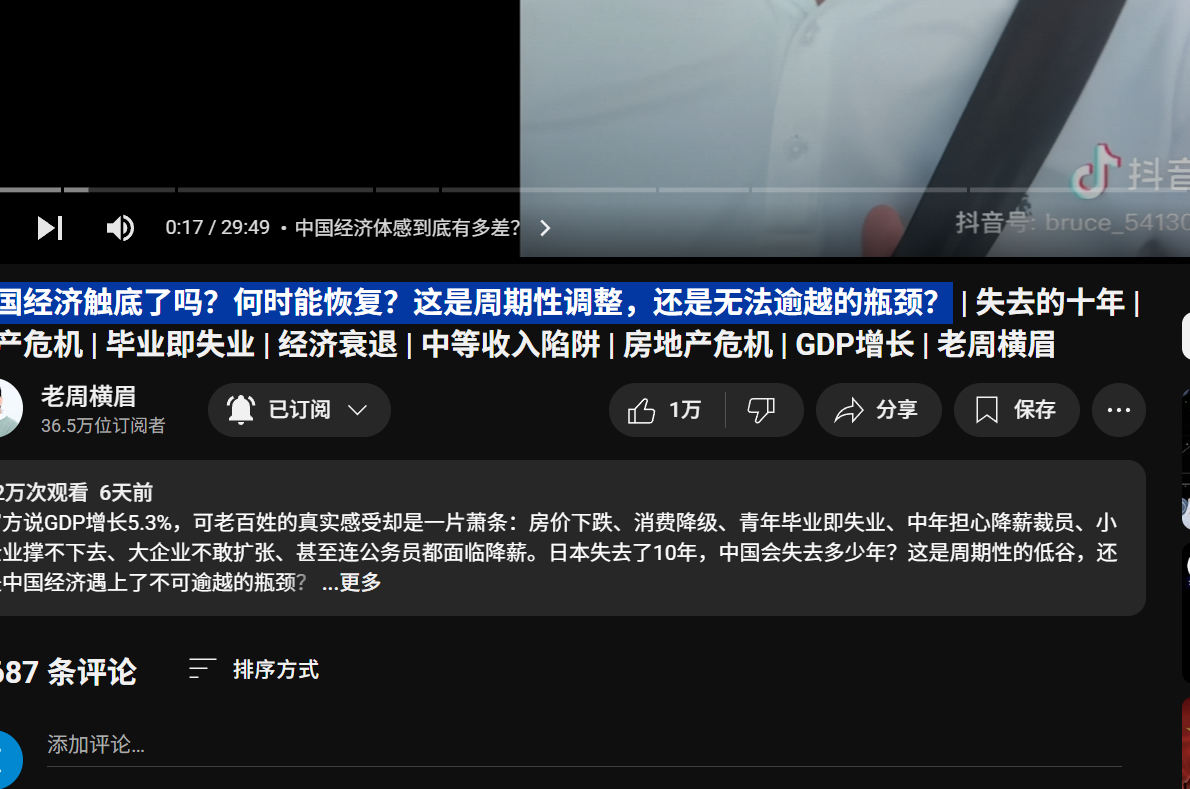 抖音
抖音号: bruce_54130
0:17 / 29:49 • 中国经济体感到底有多差?
国经济触底了吗？何时能恢复？这是周期性调整，还是无法逾越的瓶颈？ | 失去的十年 |
产危机 | 毕业即失业 | 经济衰退 | 中等收入陷阱 | 房地产危机 | GDP增长 | 老周横眉
老周横眉
36.5万位订阅者
已订阅
1万
分享
保存
2万次观看 6天前
方说GDP增长5.3%，可老百姓的真实感受却是一片萧条：房价下跌、消费降级、青年毕业即失业、中年担心降薪裁员、小
业撑不下去、大企业不敢扩张、甚至连公务员都面临降薪。日本失去了10年，中国会失去多少年？这是周期性的低谷，还
中国经济遇上了不可逾越的瓶颈？ ...更多
687 条评论
排序方式
添加评论...